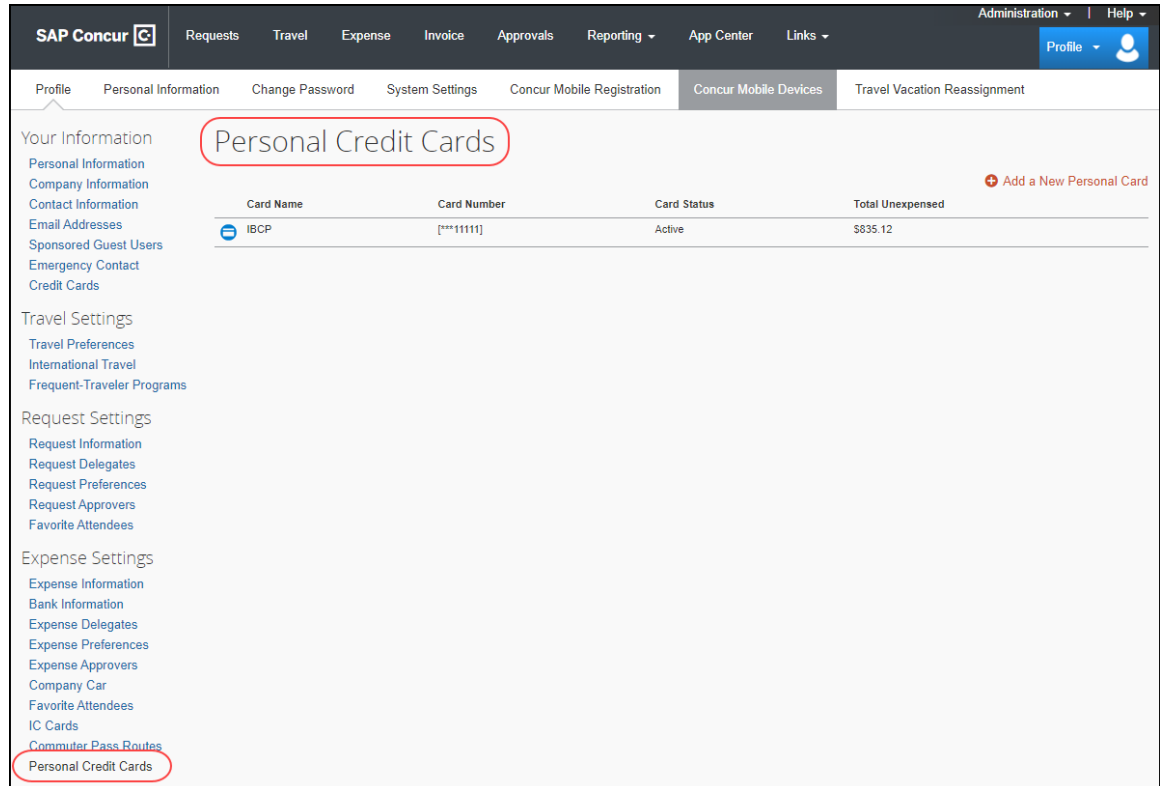 Administration | Help
SAP Concur C Requests Travel Expense Invoice Approvals Reporting App Center Links
Profile
Profile Personal Information Change Password System Settings Concur Mobile Registration Concur Mobile Devices Travel Vacation Reassignment
Your Information
Personal Information
Company Information
Contact Information
Email Addresses
Sponsored Guest Users
Emergency Contact
Credit Cards
Travel Settings
Travel Preferences
International Travel
Frequent-Traveler Programs
Request Settings
Request Information
Request Delegates
Request Preferences
Request Approvers
Favorite Attendees
Expense Settings
Expense Information
Bank Information
Expense Delegates
Expense Preferences
Expense Approvers
Company Car
Favorite Attendees
IC Cards
Commuter Pass Routes
Personal Credit Cards
Personal Credit Cards
Add a New Personal Card
Card Name Card Number Card Status Total Unexpensed
IBCP [***11111] Active $835.12